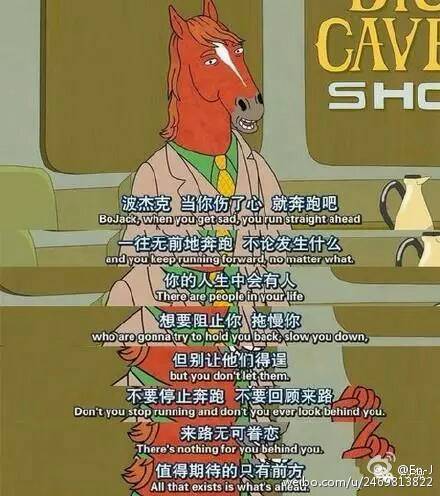 CAVE
SHO
波杰克 当你伤了心 就奔跑吧
BoJack, when you get sad, you run straight ahead
一往无前地奔跑 不论发生什么
and you keep running forward, no matter what.
你的人生中会有人
There are people in your life
想要阻止你 拖慢你
who are gonna try to hold you back, slow you down,
但别让他们得逞
but you don't let them.
不要停止奔跑 不要回顾来路
Don't you stop running and don't you ever look behind you.
来路无可眷恋
There's nothing for you behind you.
值得期待的只有前方
All that exists is what's ahead.
@En-J
weibo.com/u/2469813822